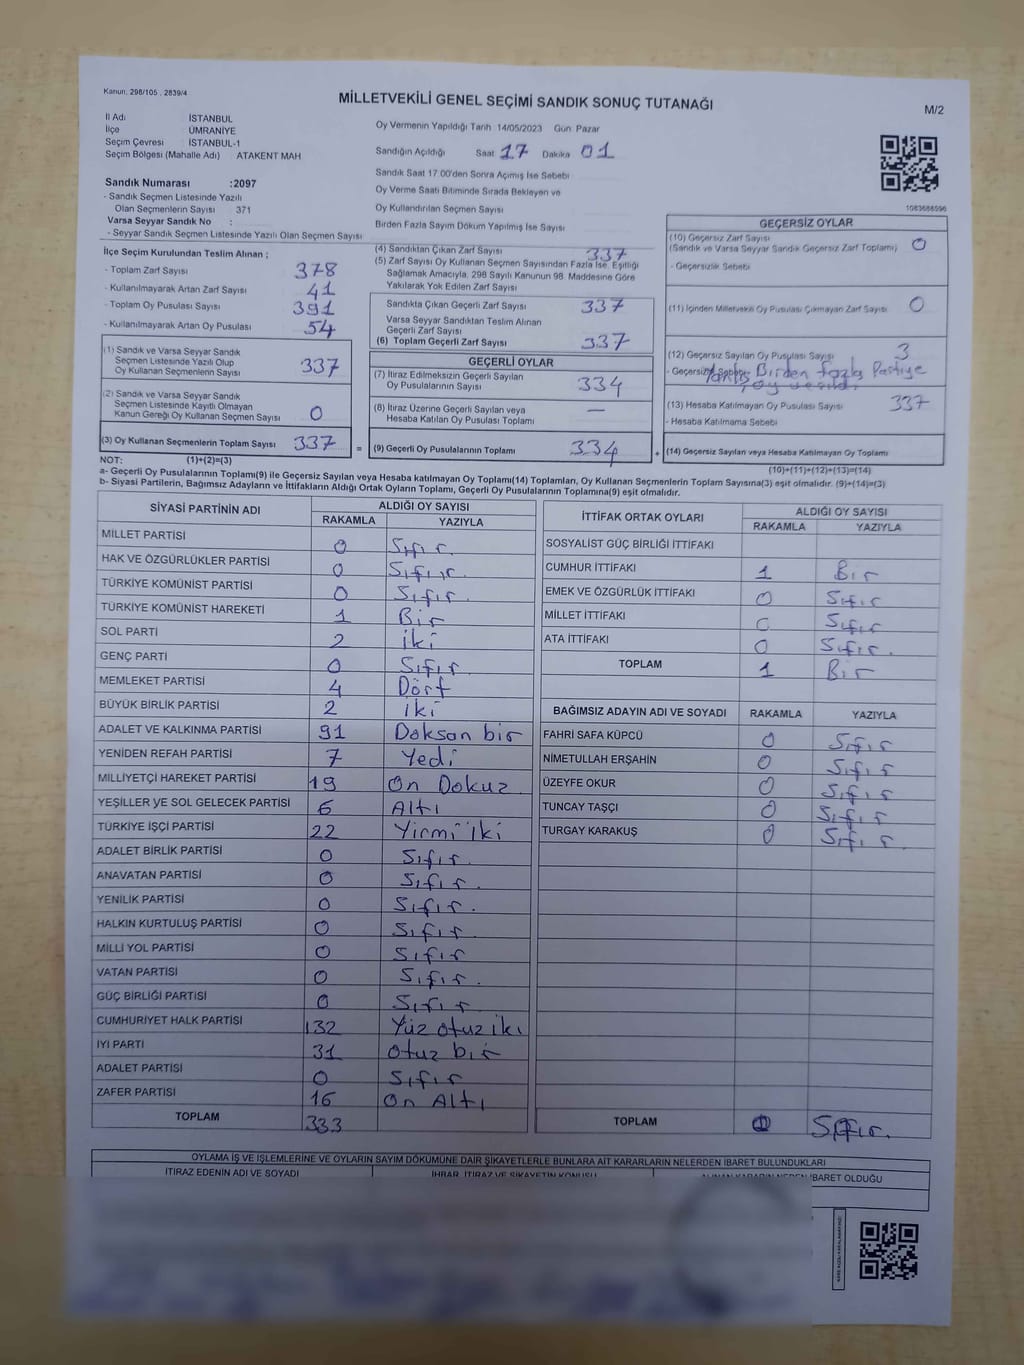 Kanun. 298/105 . 2839/4
MİLLETVEKİLİ GENEL SEÇİMİ SANDIK SONUÇ TUTANAĞI
M/2
İl Adı İSTANBUL
İlçe ÜMRANİYE
Seçim Çevresi İSTANBUL-1
Seçim Bölgesi (Mahalle Adı) ATAKENT MAH
Sandık Numarası :2097
- Sandık Seçmen Listesinde Yazılı
Olan Seçmenlerin Sayısı 371
Varsa Seyyar Sandık No :
- Seyyar Sandık Seçmen Listesinde Yazılı Olan Seçmen Sayısı
Oy Vermenin Yapıldığı Tarih 14/05/2023 Gün Pazar
Sandığın Açıldığı Saat 17 Dakika 01
Sandık Saat 17.00'den Sonra Açımış İse Sebebi
Oy Verme Saati Bitiminde Sırada Bekleyen ve
Oy Kullandırılan Seçmen Sayısı
Birden Fazla Sayım Döküm Yapılmış İse Sayısı
1083688596
İlçe Seçim Kurulundan Teslim Alınan ;
- Toplam Zarf Sayısı 378
- Kullanılmayarak Artan Zarf Sayısı 41
- Toplam Oy Pusulası Sayısı 391
- Kullanılmayarak Artan Oy Pusulası 54
(1) Sandık ve Varsa Seyyar Sandık
Seçmen Listesinde Yazılı Olup
Oy Kullanan Seçmenlerin Sayısı 337
(2) Sandık ve Varsa Seyyar Sandık
Seçmen Listesinde Kayıtlı Olmayan
Kanun Gereği Oy Kullanan Seçmen Sayısı 0
(3) Oy Kullanan Seçmenlerin Toplam Sayısı 337
(4) Sandıktan Çıkan Zarf Sayısı 337
(5) Zarf Sayısı Oy Kullanan Seçmen Sayısından Fazla İse, Eşitliği
Sağlamak Amacıyla, 298 Sayılı Kanunun 98. Maddesine Göre
Yakılarak Yok Edilen Zarf Sayısı
Sandıkta Çıkan Geçerli Zarf Sayısı 337
Varsa Seyyar Sandıktan Teslim Alınan
Geçerli Zarf Sayısı
(6) Toplam Geçerli Zarf Sayısı 337
GEÇERLİ OYLAR
(7) İtiraz Edilmeksizin Geçerli Sayılan
Oy Pusulalarının Sayısı 334
(8) İtiraz Üzerine Geçerli Sayılan veya
Hesaba Katılan Oy Pusulası Toplamı —
= (9) Geçerli Oy Pusulalarının Toplamı 334
GEÇERSİZ OYLAR
(10) Geçersiz Zarf Sayısı 0
(Sandık ve Varsa Seyyar Sandık Geçersiz Zarf Toplamı)
- Geçersizlik Sebebi
(11) İçinden Milletvekili Oy Pusulası Çıkmayan Zarf Sayısı 0
(12) Geçersiz Sayılan Oy Pusulası Sayısı 3
Birden fazla Partiye
(13) Hesaba Katılmayan Oy Pusulası Sayısı 337
- Hesaba Katılmama Sebebi
+ (14) Geçersiz Sayılan veya Hesaba Katılmayan Oy Toplamı
NOT: (1)+(2)=(3)
(10)+(11)+(12)+(13)=(14)
a- Geçerli Oy Pusulalarının Toplamı(9) ile Geçersiz Sayılan veya Hesaba Katılmayan Oy Toplamı(14) Toplamları, Oy Kullanan Seçmenlerin Toplam Sayısına(3) eşit olmalıdır. (9)+(14)=(3)
b- Siyasi Partilerin, Bağımsız Adayların ve İttifakların Aldığı Ortak Oyların Toplamı, Geçerli Oy Pusulalarının Toplamına(9) eşit olmalıdır.
SİYASİ PARTİNİN ADI ALDIĞI OY SAYISI
RAKAMLA YAZIYLA
MİLLET PARTİSİ 0 Sıfır.
HAK VE ÖZGÜRLÜKLER PARTİSİ 0 Sıfır.
TÜRKİYE KOMÜNİST PARTİSİ 0 Sıfır.
TÜRKİYE KOMÜNİST HAREKETİ 1 Bir
SOL PARTİ 2 iki
GENÇ PARTİ 0 Sıfır
MEMLEKET PARTİSİ 4 Dört
BÜYÜK BİRLİK PARTİSİ 2 iki
ADALET VE KALKINMA PARTİSİ 91 Doksan bir
YENİDEN REFAH PARTİSİ 7 Yedi
MİLLİYETÇİ HAREKET PARTİSİ 19 On Dokuz
YEŞİLLER VE SOL GELECEK PARTİSİ 6 Altı
TÜRKİYE İŞÇİ PARTİSİ 22 Yirmi iki
ADALET BİRLİK PARTİSİ 0 Sıfır
ANAVATAN PARTİSİ 0 Sıfır.
YENİLİK PARTİSİ 0 Sıfır.
HALKIN KURTULUŞ PARTİSİ 0 Sıfır
MİLLİ YOL PARTİSİ 0 Sıfır
VATAN PARTİSİ 0 Sıfır.
GÜÇ BİRLİĞİ PARTİSİ 0 Sıfır
CUMHURİYET HALK PARTİSİ 132 Yüz otuz iki
İYİ PARTİ 31 Otuz bir
ADALET PARTİSİ 0 Sıfır
ZAFER PARTİSİ 16 On Altı
TOPLAM 333
İTTİFAK ORTAK OYLARI ALDIĞI OY SAYISI
RAKAMLA YAZIYLA
SOSYALİST GÜÇ BİRLİĞİ İTTİFAKI
CUMHUR İTTİFAKI 1 Bir
EMEK VE ÖZGÜRLÜK İTTİFAKI 0 Sıfır
MİLLET İTTİFAKI 0 Sıfır
ATA İTTİFAKI 0 Sıfır.
TOPLAM 1 Bir
BAĞIMSIZ ADAYIN ADI VE SOYADI RAKAMLA YAZIYLA
FAHRİ SAFA KÜPCÜ 0 Sıfır
NİMETULLAH ERŞAHİN 0 Sıfır
ÜZEYFE OKUR 0 Sıfır
TUNCAY TAŞÇI 0 Sıfır
TURGAY KARAKUŞ 0 Sıfır.
TOPLAM Sıfır.
OYLAMA İŞ VE İŞLEMLERİNE VE OYLARIN SAYIM DÖKÜMÜNE DAİR ŞİKAYETLERLE BUNLARA AİT KARARLARIN NELERDEN İBARET BULUNDUKLARI
İTİRAZ EDENİN ADI VE SOYADI İHBAR, İTİRAZ VE ŞİKAYETİN KONUSU ALINAN KARARIN NEDEN İBARET OLDUĞU